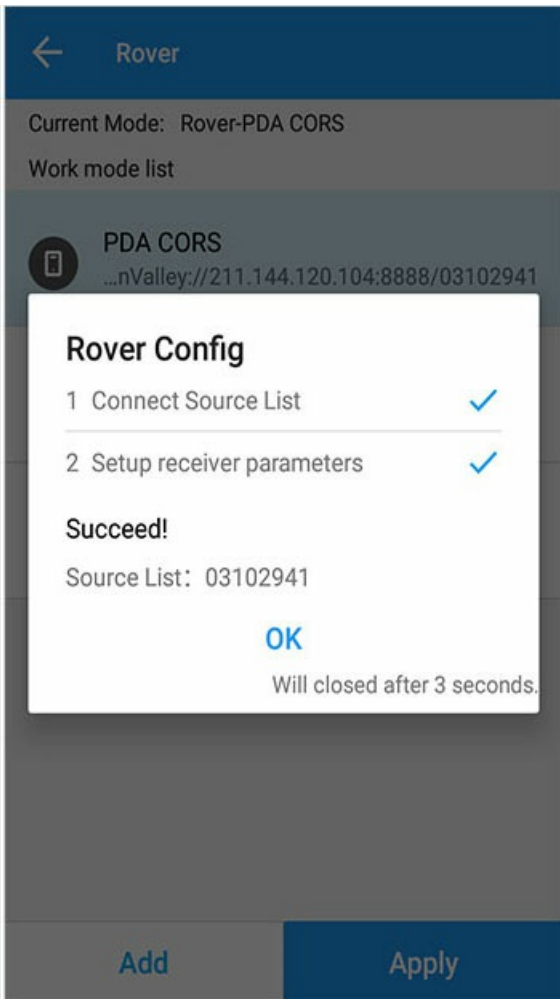 Rover
Current Mode: Rover-PDA CORS
Work mode list
PDA CORS
...nValley://211.144.120.104:8888/03102941
Rover Config
1 Connect Source List
2 Setup receiver parameters
Succeed!
Source List: 03102941
OK
Will closed after 3 seconds.
Add
Apply